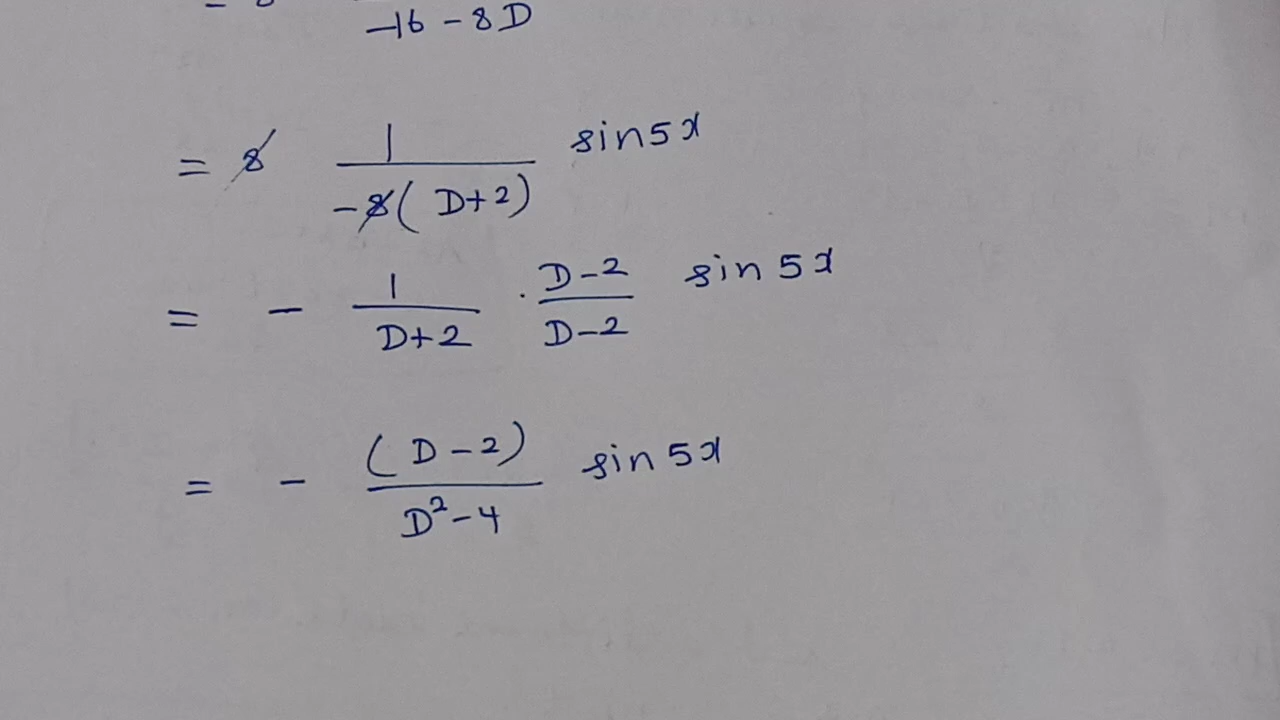 -16 - 8D
= 8 1/(-8(D+2)) sin5x
= - 1/(D+2) · (D-2)/(D-2) sin 5x
= - (D-2)/(D²-4) sin 5x